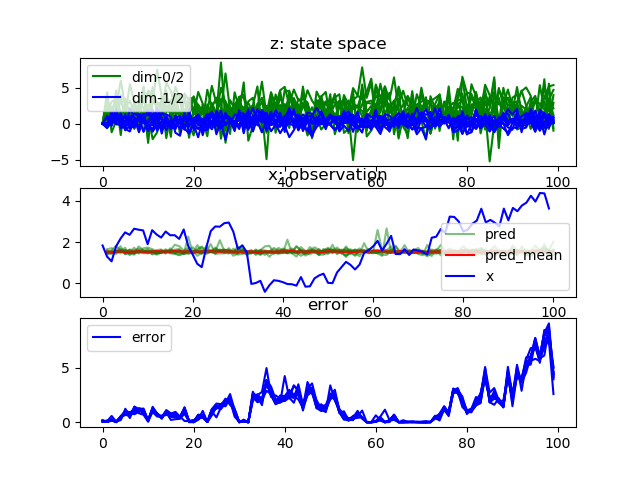 z: state space
5
0
−5
dim-0/2
dim-1/2
0 20 40 60 80 100
x: observation
4
2
0
pred
pred_mean
x
0 20 40 60 80 100
error
5
0
error
0 20 40 60 80 100